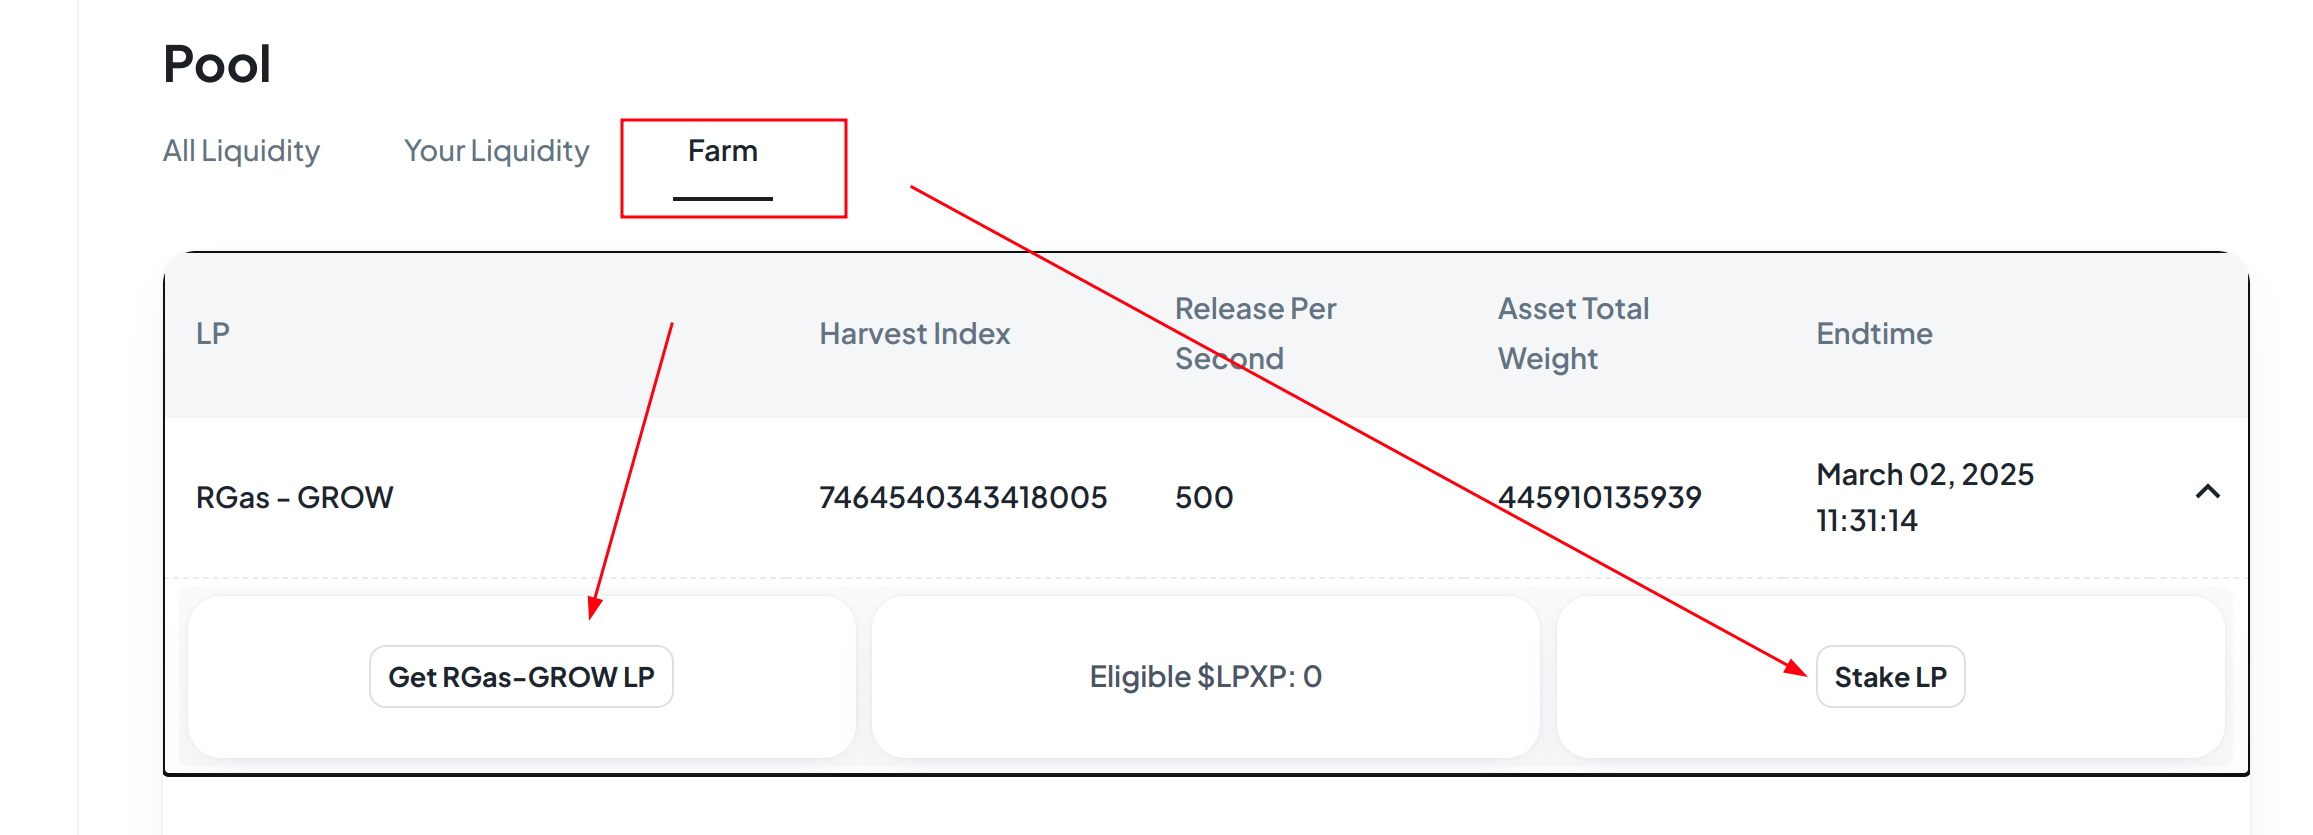 Pool
All Liquidity
Your Liquidity
Farm
LP
Harvest Index
Release Per
Second
Asset Total
Weight
Endtime
RGas - GROW
7464540343418005
500
445910135939
March 02, 2025
11:31:14
Get RGas-GROW LP
Eligible $LPXP: 0
Stake LP